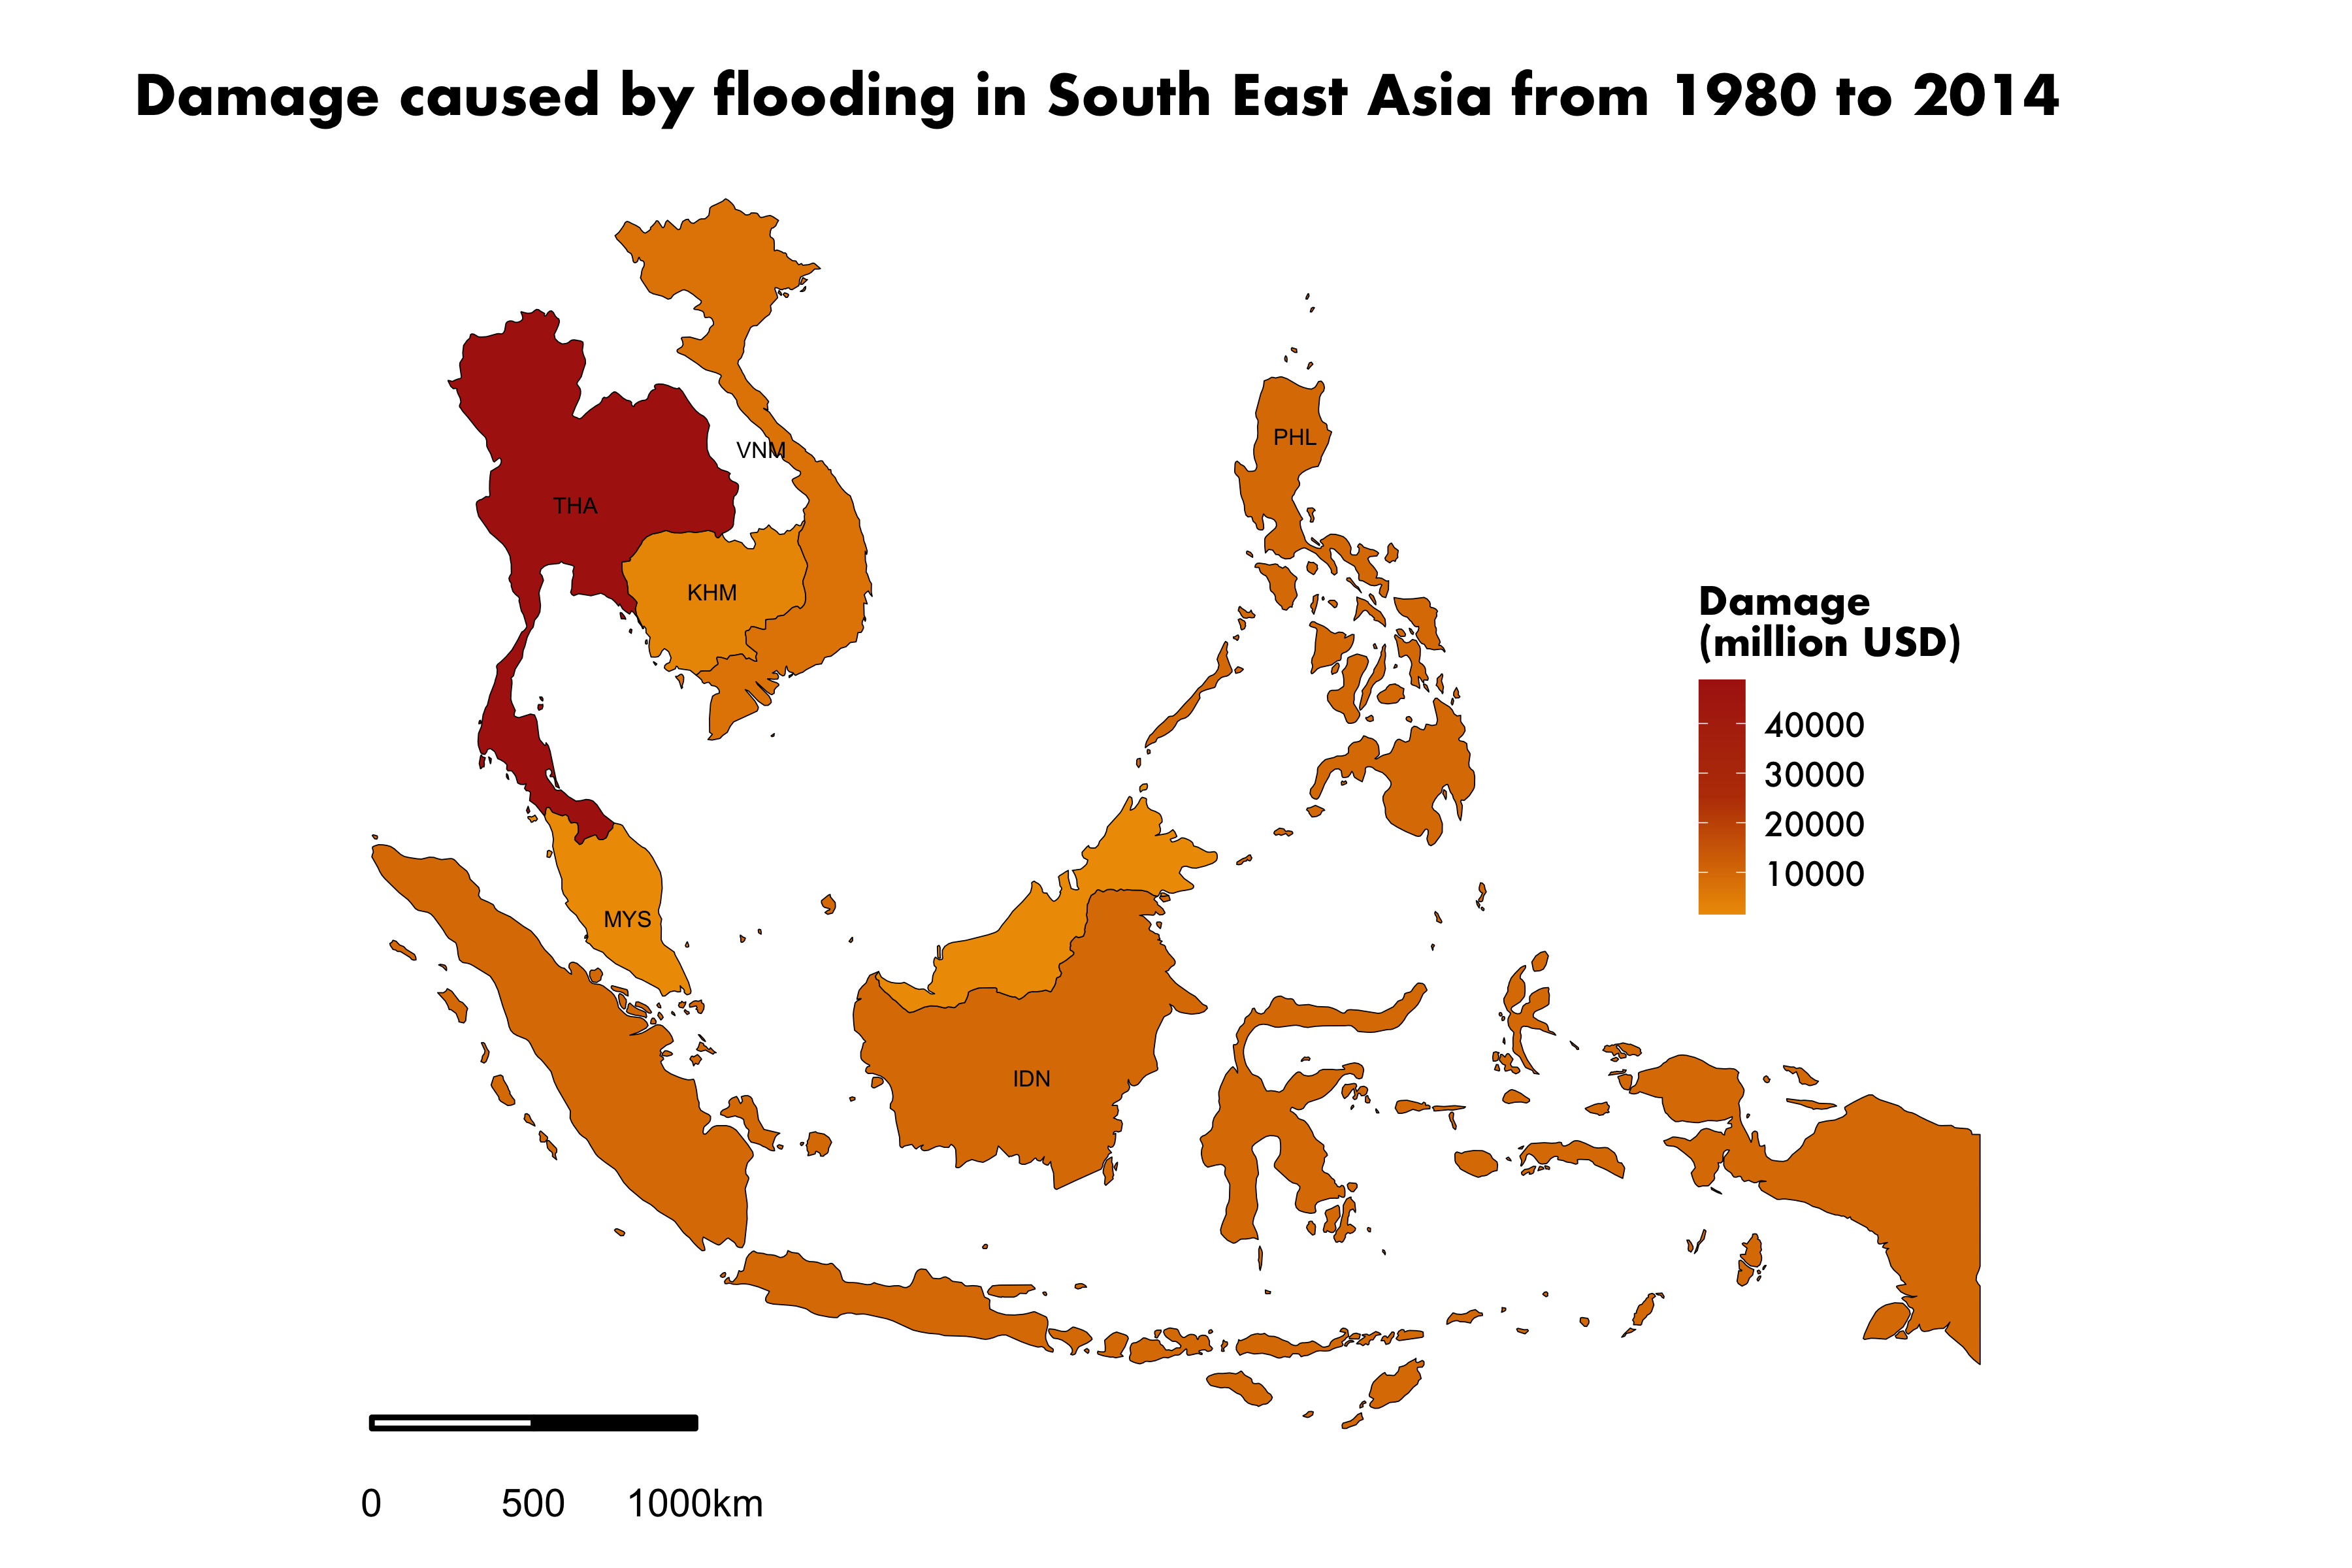 Damage caused by flooding in South East Asia from 1980 to 2014
VNM
PHL
THA
KHM
Damage
(million USD)
40000
30000
20000
10000
MYS
IDN
0 500 1000km